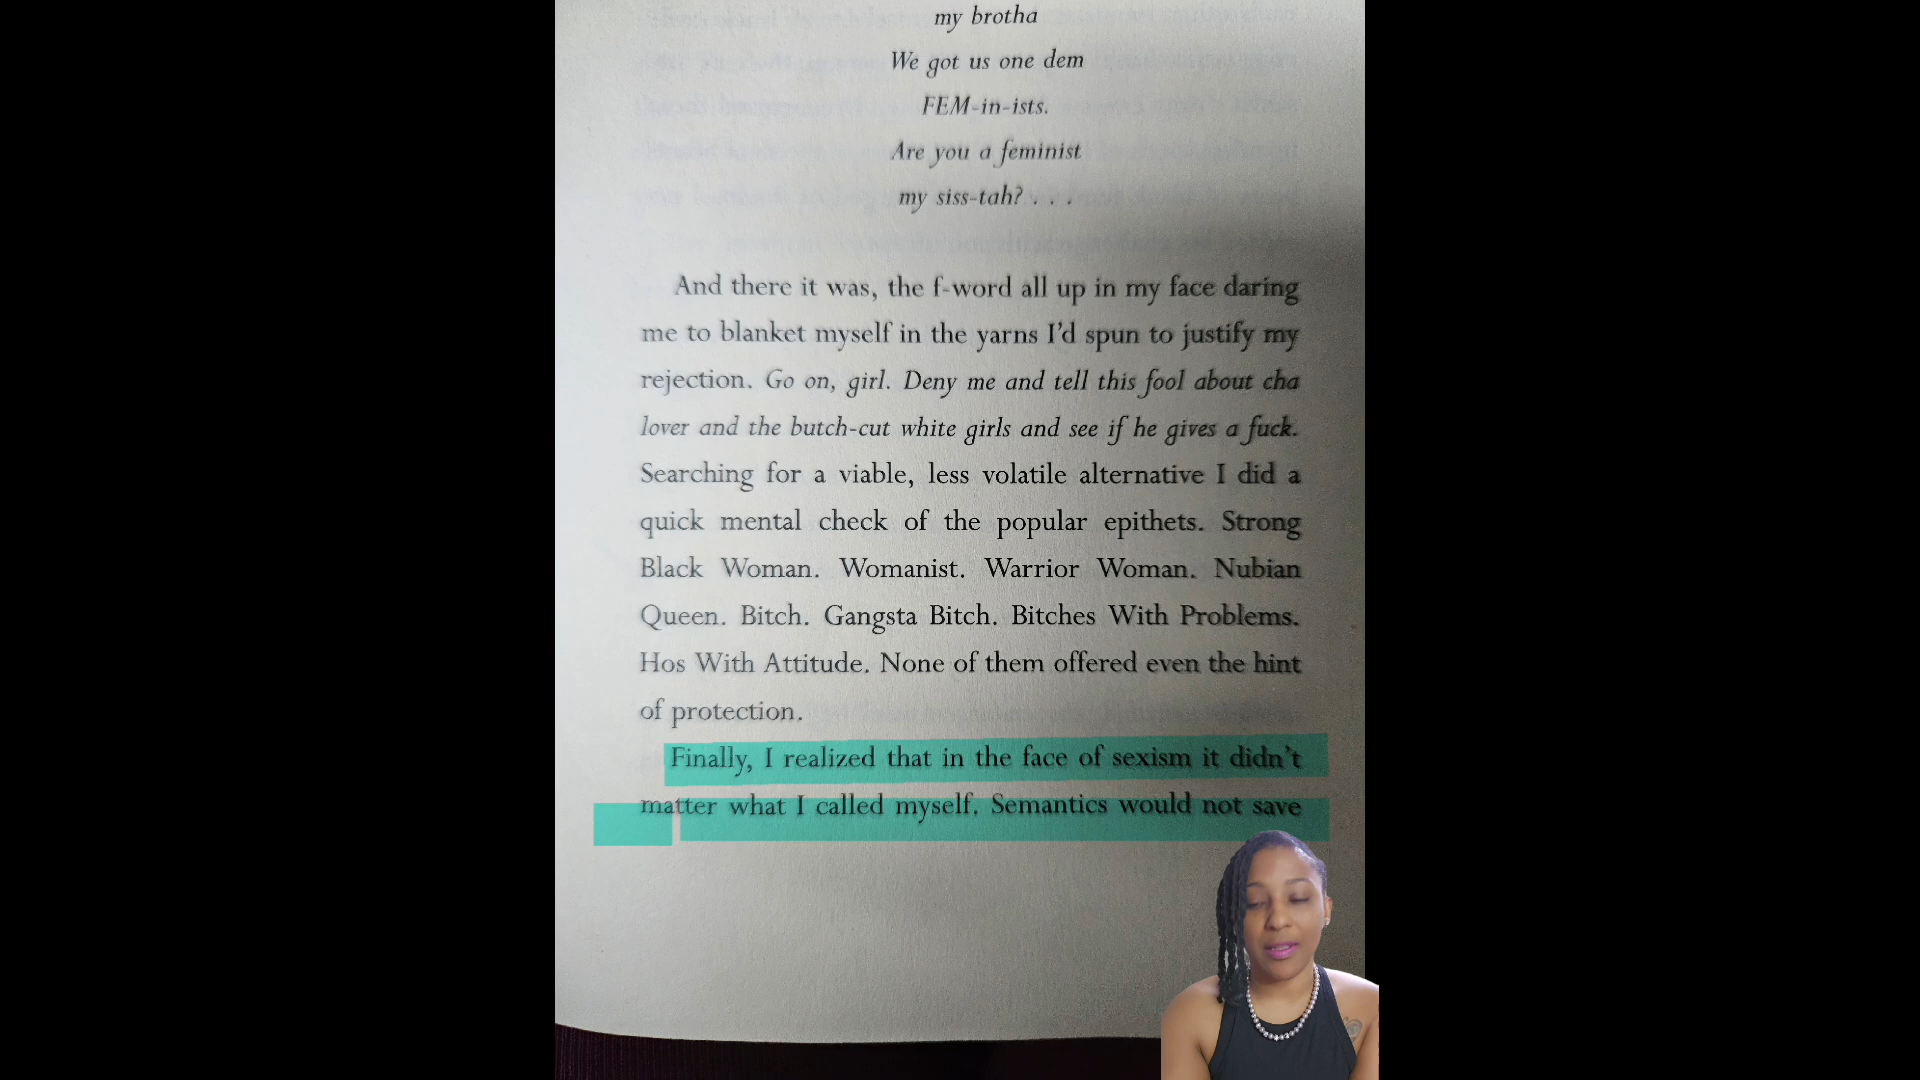 my brotha
We got us one dem
FEM-in-ists.
Are you a feminist
my siss-tah? . . .
And there it was, the f-word all up in my face daring
me to blanket myself in the yarns I'd spun to justify my
rejection. Go on, girl. Deny me and tell this fool about cha
lover and the butch-cut white girls and see if he gives a fuck.
Searching for a viable, less volatile alternative I did a
quick mental check of the popular epithets. Strong
Black Woman. Womanist. Warrior Woman. Nubian
Queen. Bitch. Gangsta Bitch. Bitches With Problems.
Hos With Attitude. None of them offered even the hint
of protection.
Finally, I realized that in the face of sexism it didn't
matter what I called myself. Semantics would not save